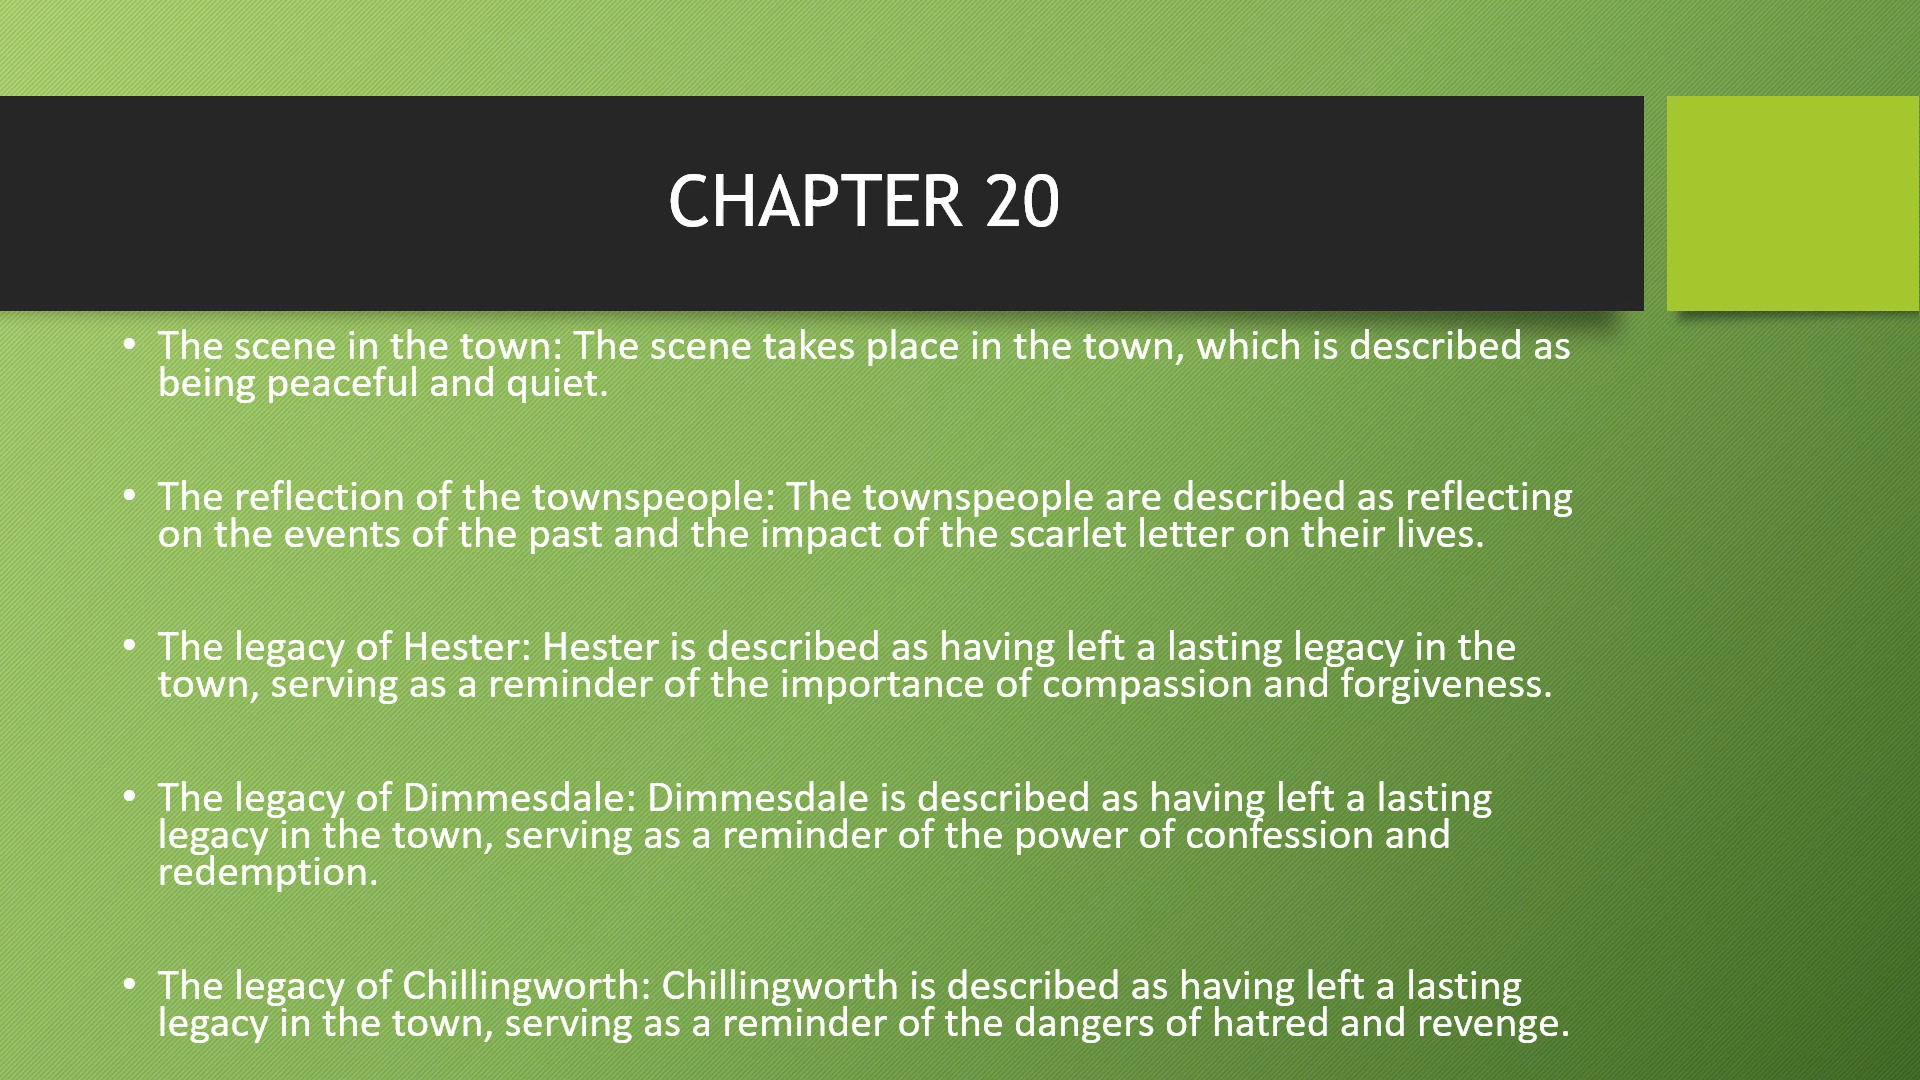 CHAPTER 20
• The scene in the town: The scene takes place in the town, which is described as
being peaceful and quiet.
• The reflection of the townspeople: The townspeople are described as reflecting
on the events of the past and the impact of the scarlet letter on their lives.
• The legacy of Hester: Hester is described as having left a lasting legacy in the
town, serving as a reminder of the importance of compassion and forgiveness.
• The legacy of Dimmesdale: Dimmesdale is described as having left a lasting
legacy in the town, serving as a reminder of the power of confession and
redemption.
• The legacy of Chillingworth: Chillingworth is described as having left a lasting
legacy in the town, serving as a reminder of the dangers of hatred and revenge.